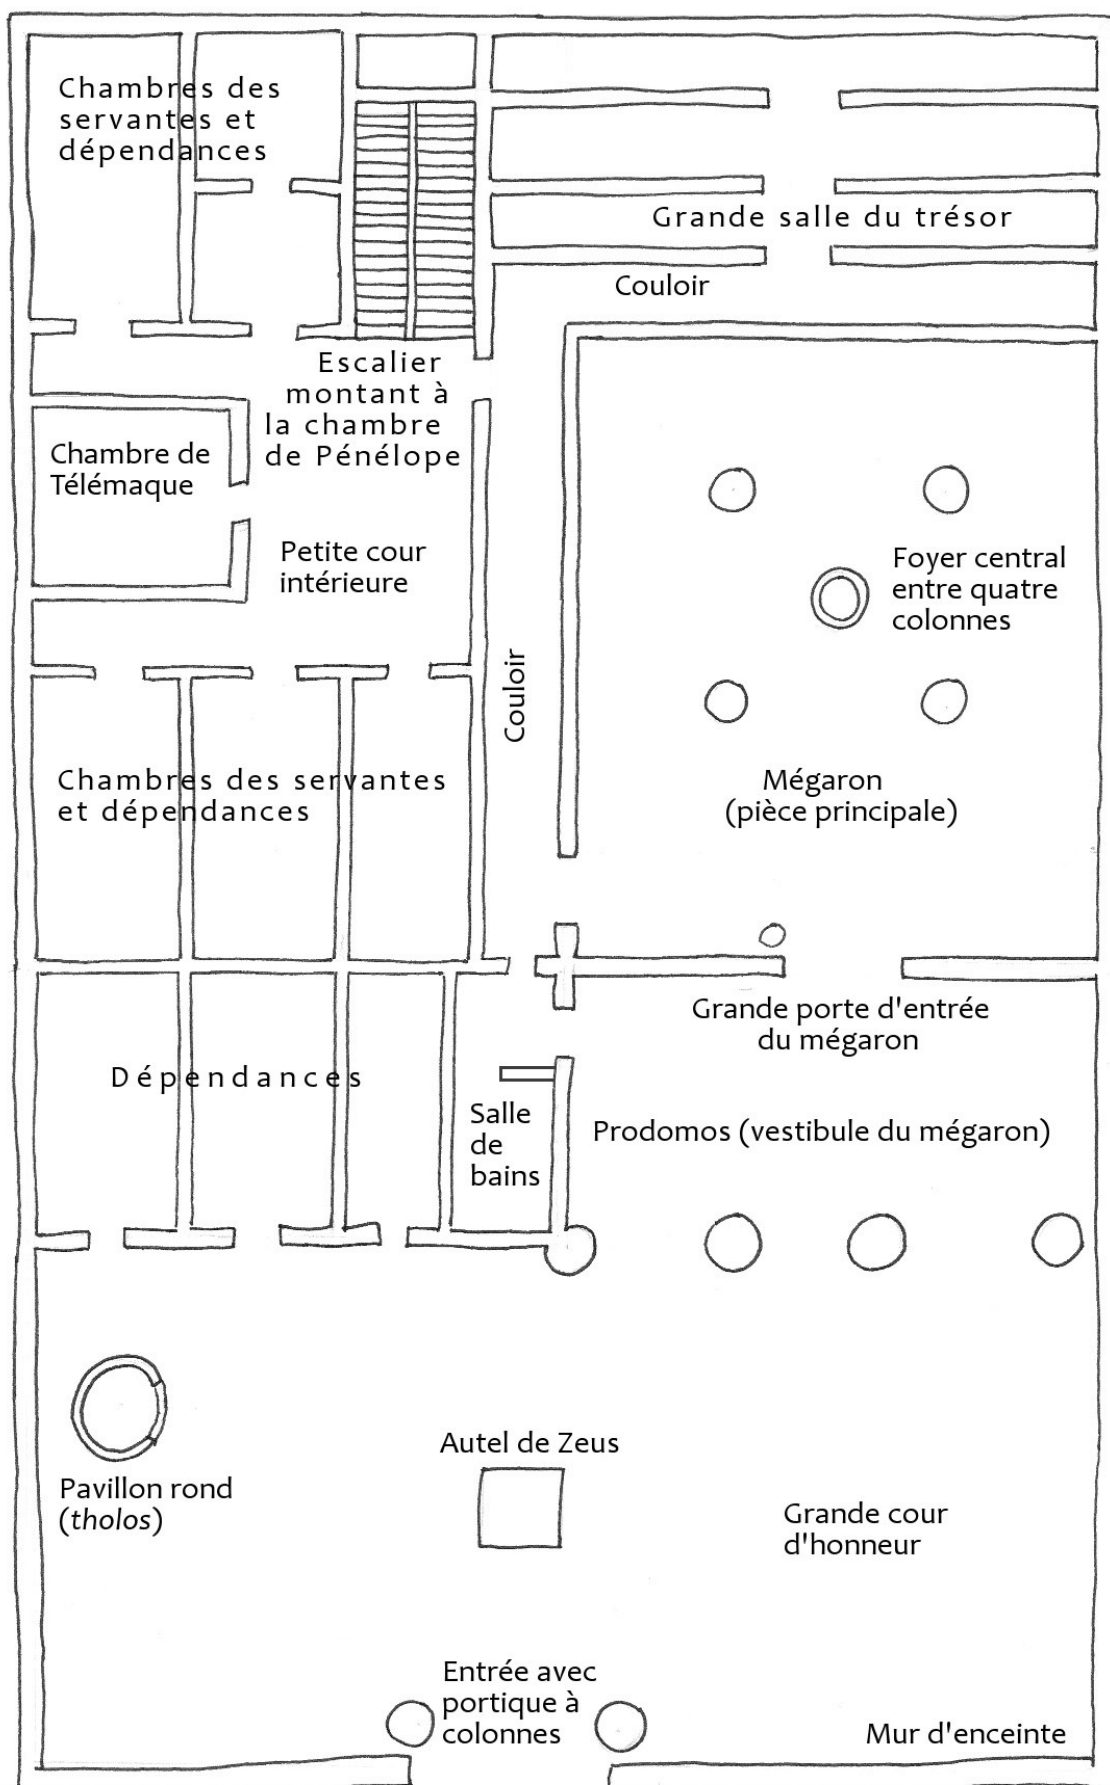 Chambres des
servantes et
dépendances
Grande salle du trésor
Couloir
Escalier
montant à
la chambre
de Pénélope
Chambre de
Télémaque
Petite cour
intérieure
Foyer central
entre quatre
colonnes
Couloir
Chambres des servantes
et dépendances
Mégaron
(pièce principale)
Grande porte d'entrée
du mégaron
Dépendances
Salle
de
bains
Prodomos (vestibule du mégaron)
Autel de Zeus
Pavillon rond
(tholos)
Grande cour
d'honneur
Entrée avec
portique à
colonnes
Mur d'enceinte